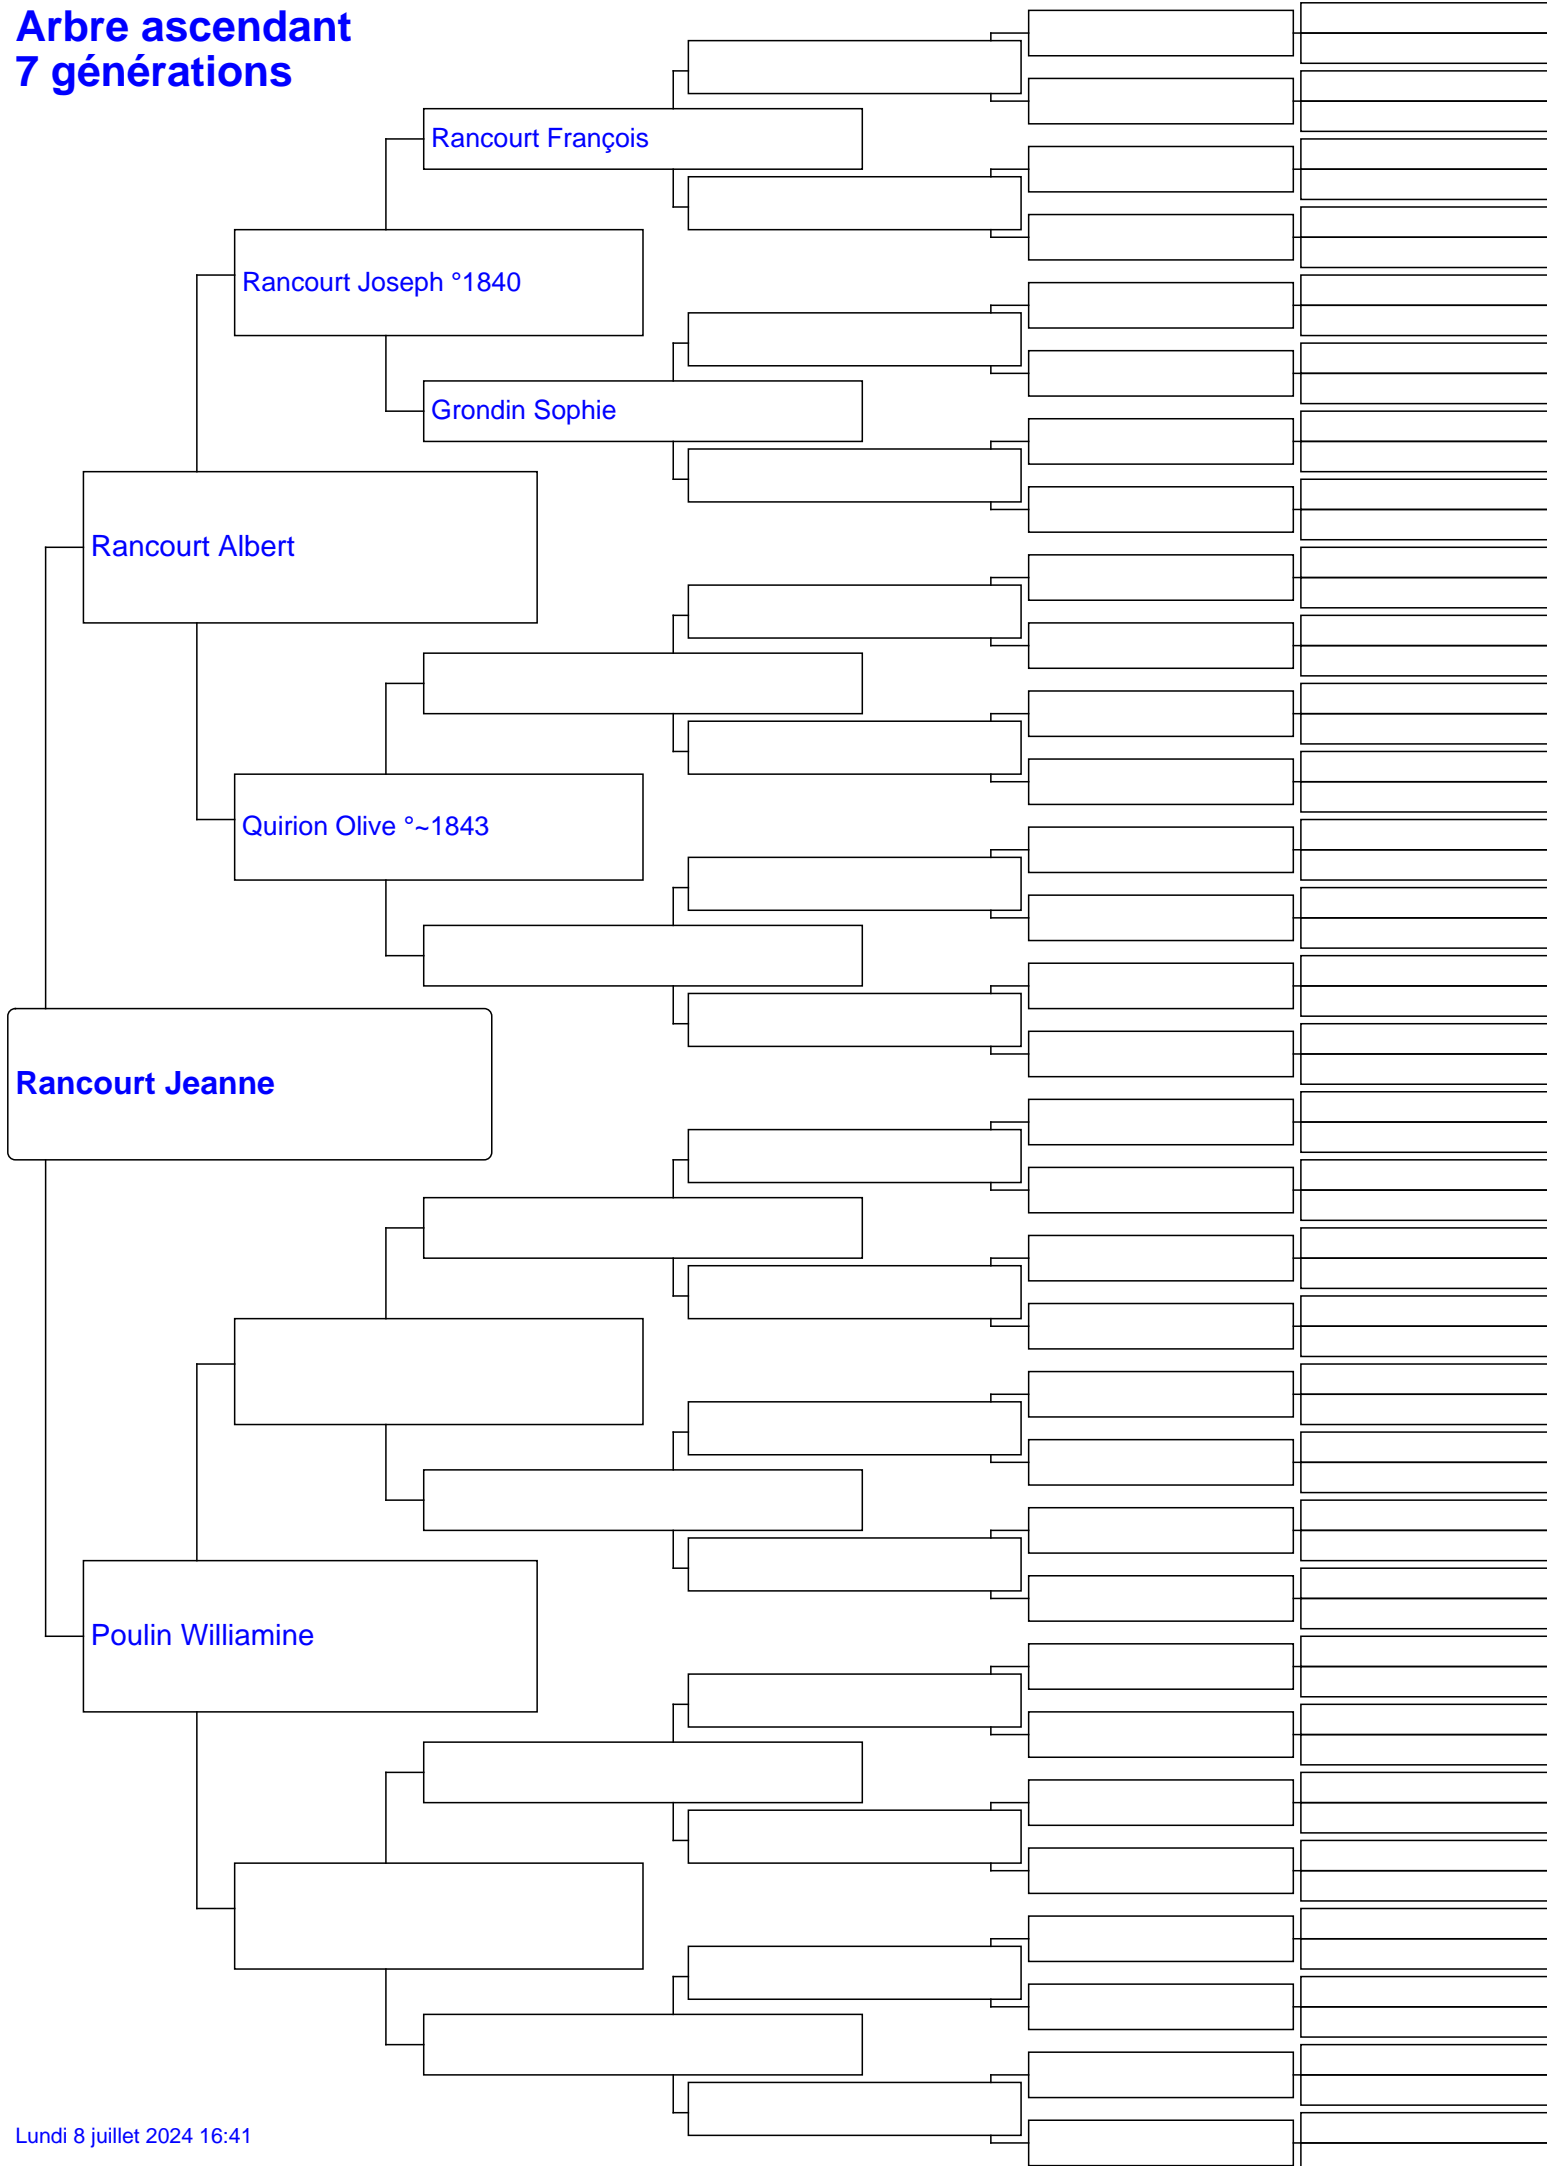 Arbre ascendant
7 générations
Rancourt François
Rancourt Joseph °1840
Grondin Sophie
Rancourt Albert
Quirion Olive °~1843
Rancourt Jeanne
Poulin Williamine
Lundi 8 juillet 2024 16:41